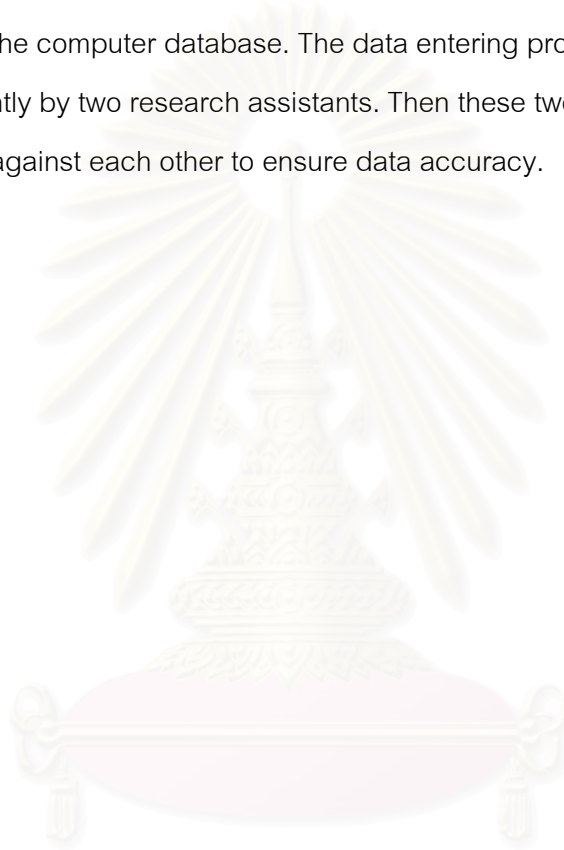 he computer database. The data entering pro
ntly by two research assistants. Then these tw
against each other to ensure data accuracy.